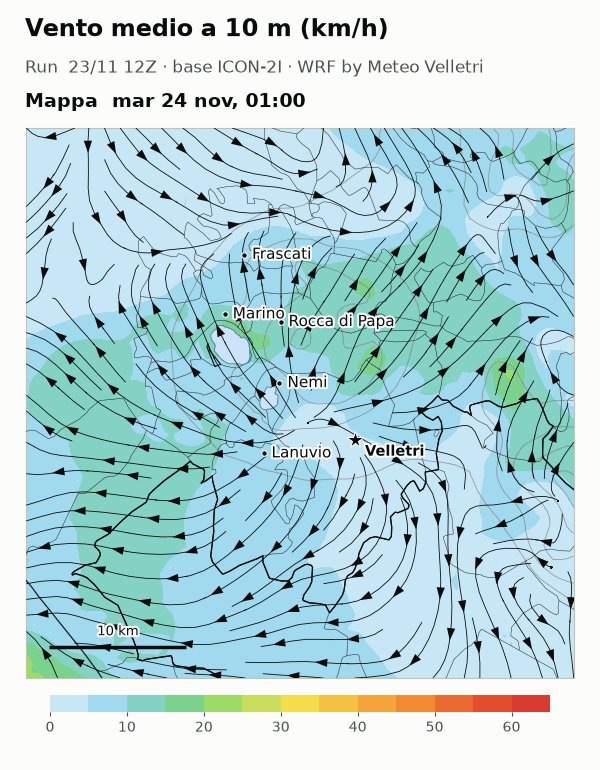 Vento medio a 10 m (km/h)
Run  23/11 12Z · base ICON-2I · WRF by Meteo Velletri
Mappa  mar 24 nov, 01:00
Frascati
Marino
Rocca di Papa
Nemi
Velletri
Lanuvio
10 km
0 10 20 30 40 50 60